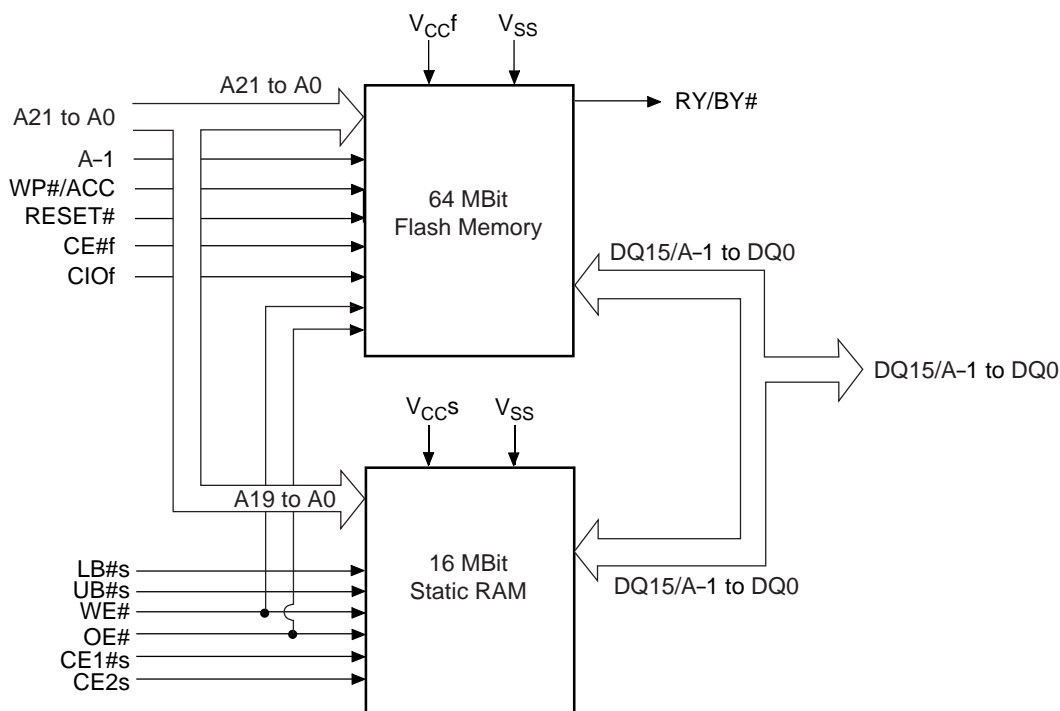 VCCf
VSS
A21 to A0
A21 to A0
RY/BY#
A–1
WP#/ACC
RESET#
CE#f
CIOf
64 MBit
Flash Memory
DQ15/A–1 to DQ0
DQ15/A–1 to DQ0
VCCs
VSS
A19 to A0
LB#s
UB#s
WE#
OE#
CE1#s
CE2s
16 MBit
Static RAM
DQ15/A–1 to DQ0